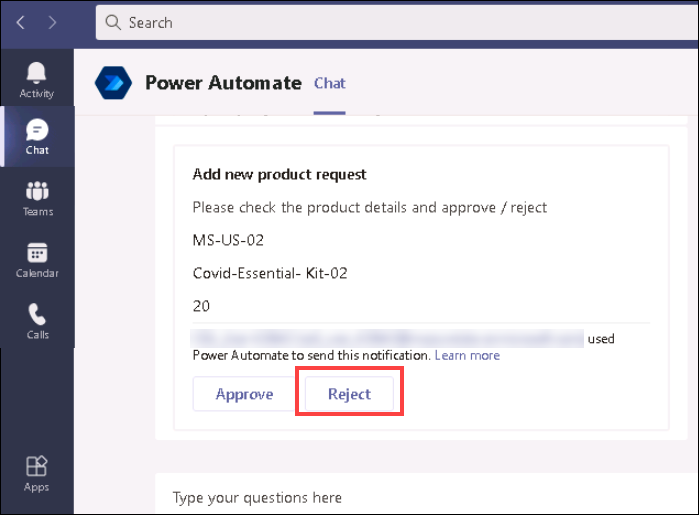 Search
Activity
Chat
Teams
Calendar
Calls
Apps
Power Automate Chat
Add new product request
Please check the product details and approve / reject
MS-US-02
Covid-Essential- Kit-02
20
used
Power Automate to send this notification. Learn more
Approve Reject
Type your questions here